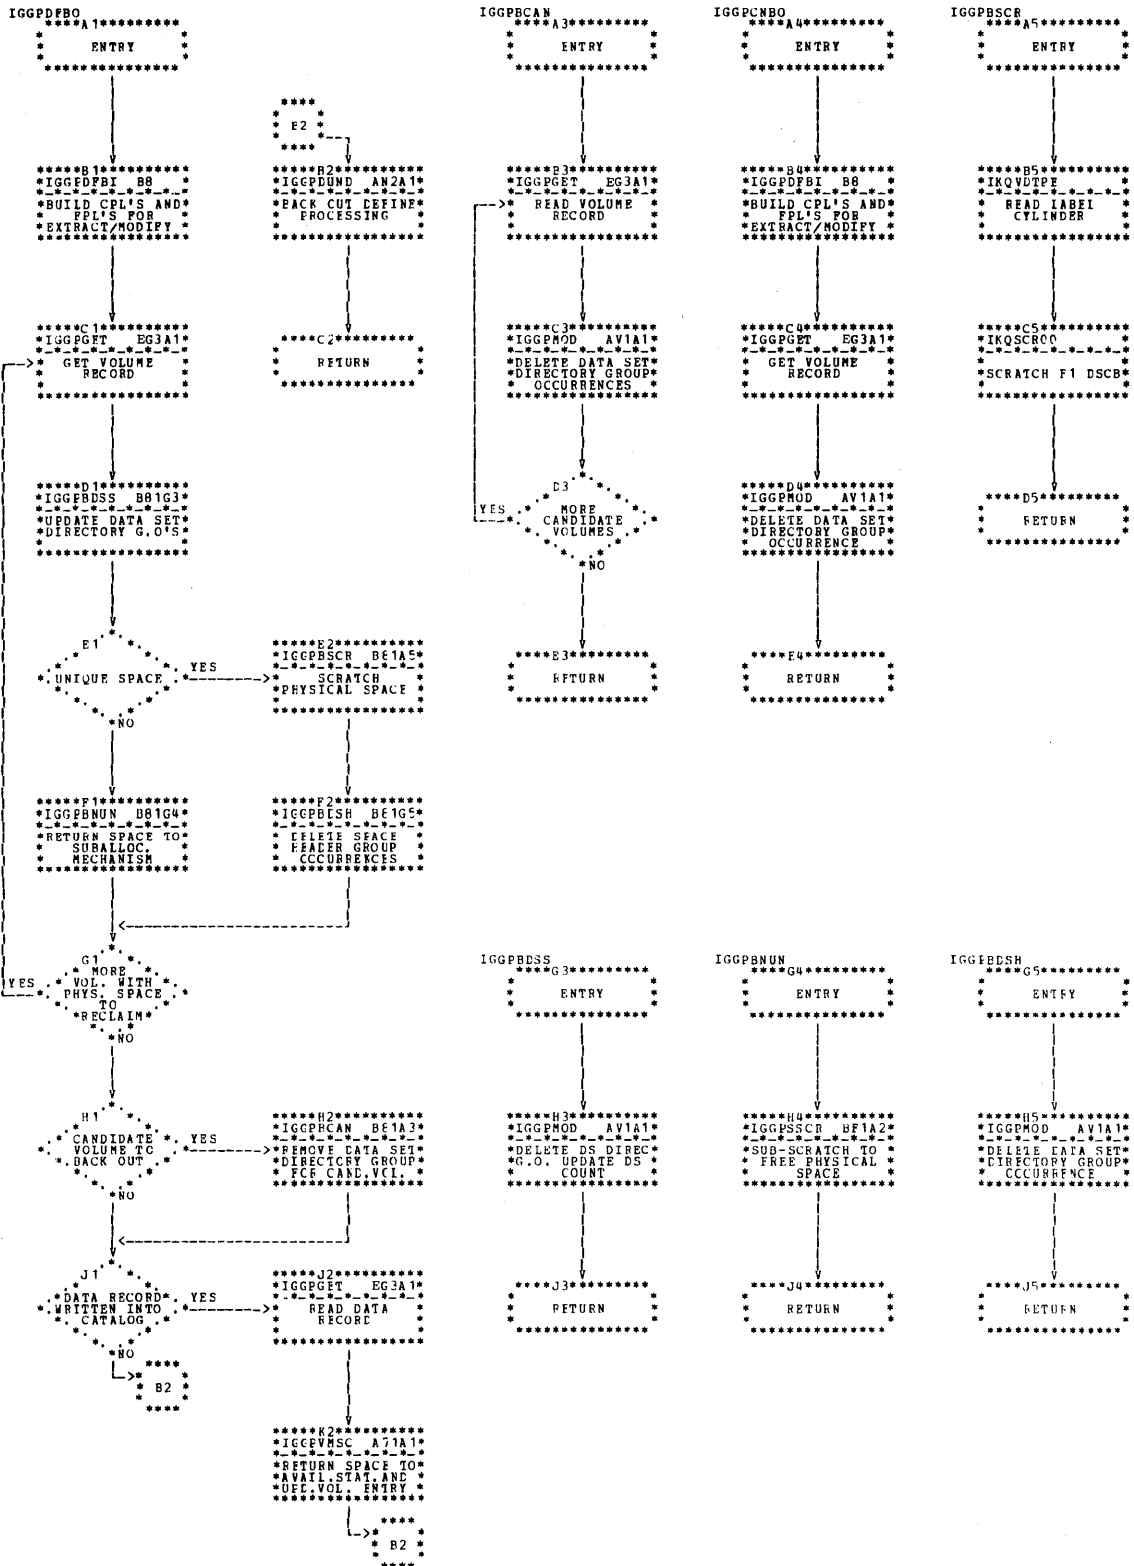 IGGPDFBO
A1
ENTRY
B1
IGGPDFBI B8
BUILD CPL'S AND
FPL'S FOR
EXTRACT/MODIFY
C1
IGGPGET EG3A1
GET VOLUME
RECORD
D1
IGGPBDSS B81G3
UPDATE DATA SET
DIRECTORY G.O'S
E1
UNIQUE SPACE
YES
NO
F1
IGGPBNUN B81G4
RETURN SPACE TO
SUBALLOC.
MECHANISM
G1
MORE
VOL. WITH
PHYS. SPACE
TO
RECLAIM
YES
NO
H1
CANDIDATE
VOLUME TO
BACK OUT
YES
NO
J1
DATA RECORD
WRITTEN INTO
CATALOG
YES
NO
B2
B2
B2
IGGPDUND AN2A1
BACK OUT DEFINE
PROCESSING
C2
RETURN
E2
IGGPBSCR B81A5
SCRATCH
PHYSICAL SPACE
F2
IGGPBDSH B81G5
DELETE SPACE
HEADER GROUP
OCCURRENCES
H2
IGGPBCAN B81A3
REMOVE DATA SET
DIRECTORY GROUP
FOR CAND.VOL.
J2
IGGPGET EG3A1
READ DATA
RECORD
K2
IGGPVMSC A71A1
RETURN SPACE TO
AVAIL.STAT.AND
UPD.VOL. ENTRY
B2
IGGPBCAN
A3
ENTRY
B3
IGGPGET EG3A1
READ VOLUME
RECORD
C3
IGGPMOD AV1A1
DELETE DATA SET
DIRECTORY GROUP
OCCURRENCES
D3
MORE
CANDIDATE
VOLUMES
YES
NO
E3
RETURN
IGGPBDSS
G3
ENTRY
H3
IGGPMOD AV1A1
DELETE DS DIREC
G.O. UPDATE DS
COUNT
J3
RETURN
IGGPCNBO
A4
ENTRY
B4
IGGPDFBI B8
BUILD CPL'S AND
FPL'S FOR
EXTRACT/MODIFY
C4
IGGPGET EG3A1
GET VOLUME
RECORD
D4
IGGPMOD AV1A1
DELETE DATA SET
DIRECTORY GROUP
OCCURRENCE
E4
RETURN
IGGPBNUN
G4
ENTRY
H4
IGGPSSCR BF1A2
SUB-SCRATCH TO
FREE PHYSICAL
SPACE
J4
RETURN
IGGPBSCR
A5
ENTRY
B5
IKQVDTPE
READ LABEL
CYLINDER
C5
IKQSCR00
SCRATCH F1 DSCB
D5
RETURN
IGGPBDSH
G5
ENTRY
H5
IGGPMOD AV1A1
DELETE DATA SET
DIRECTORY GROUP
OCCURRENCE
J5
RETURN